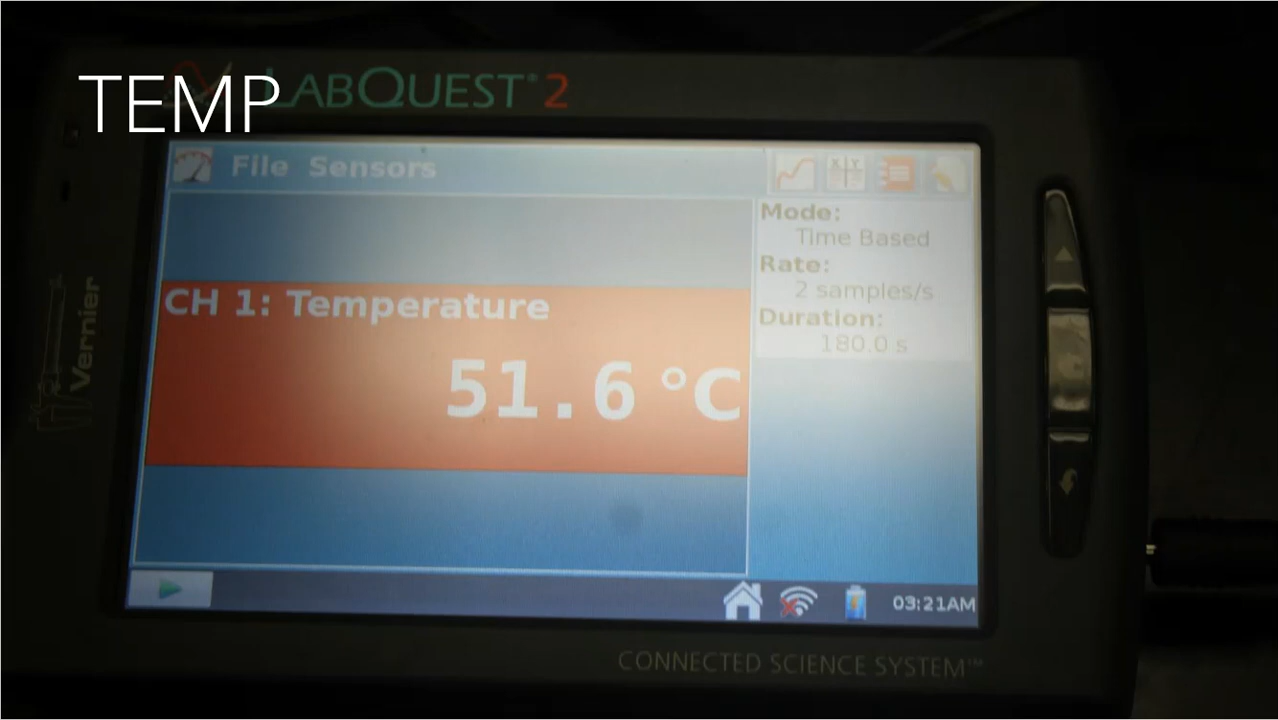 TEMP
LABQUEST® 2
File Sensors
X Y
Mode:
Time Based
Rate:
2 samples/s
Duration:
180.0 s
CH 1: Temperature
51.6 °C
03:21AM
Vernier
CONNECTED SCIENCE SYSTEM™